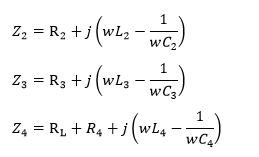 Z₂ = R₂ + j(wL₂ − 1/wC₂)
Z₃ = R₃ + j(wL₃ − 1/wC₃)
Z₄ = R_L + R₄ + j(wL₄ − 1/wC₄)